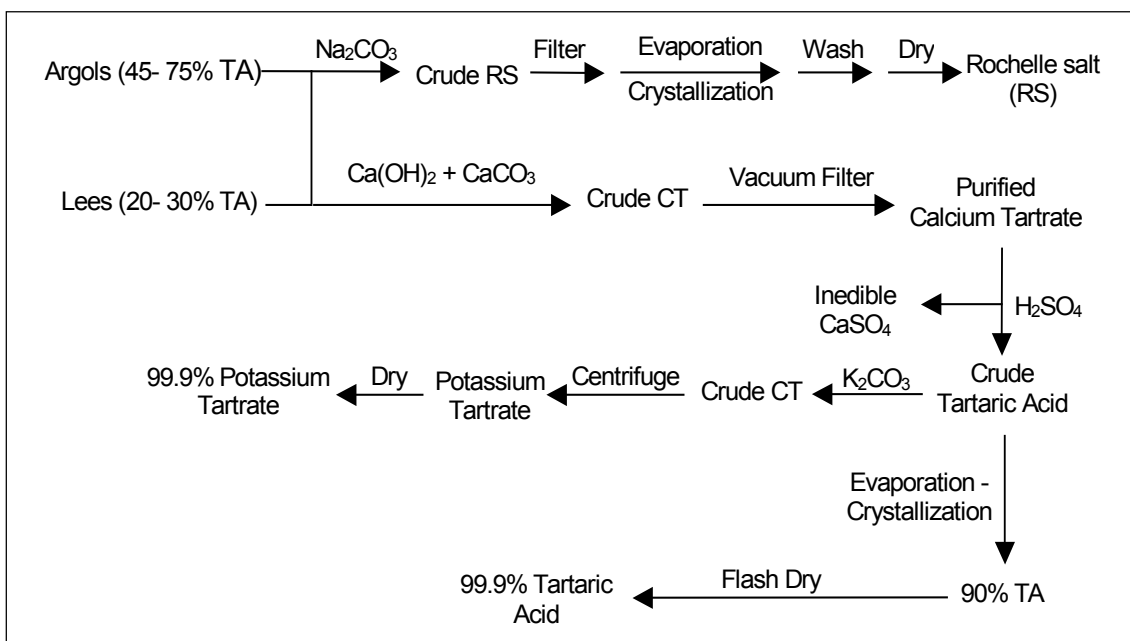 Argols (45- 75% TA)
Na₂CO₃
Crude RS
Filter
Evaporation
Crystallization
Wash
Dry
Rochelle salt
(RS)
Lees (20- 30% TA)
Ca(OH)₂ + CaCO₃
Crude CT
Vacuum Filter
Purified
Calcium Tartrate
Inedible
CaSO₄
H₂SO₄
99.9% Potassium
Tartrate
Dry
Potassium
Tartrate
Centrifuge
Crude CT
K₂CO₃
Crude
Tartaric Acid
Evaporation -
Crystallization
99.9% Tartaric
Acid
Flash Dry
90% TA